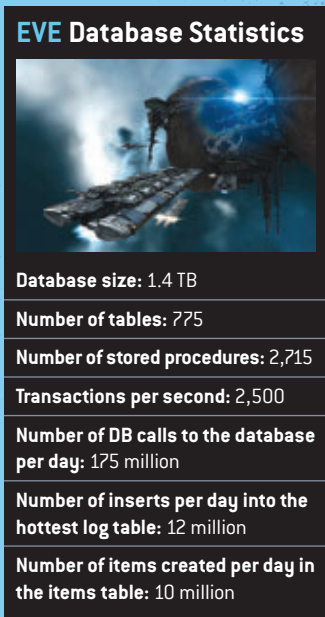 EVE Database Statistics
Database size: 1.4 TB
Number of tables: 775
Number of stored procedures: 2,715
Transactions per second: 2,500
Number of DB calls to the database
per day: 175 million
Number of inserts per day into the
hottest log table: 12 million
Number of items created per day in
the items table: 10 million